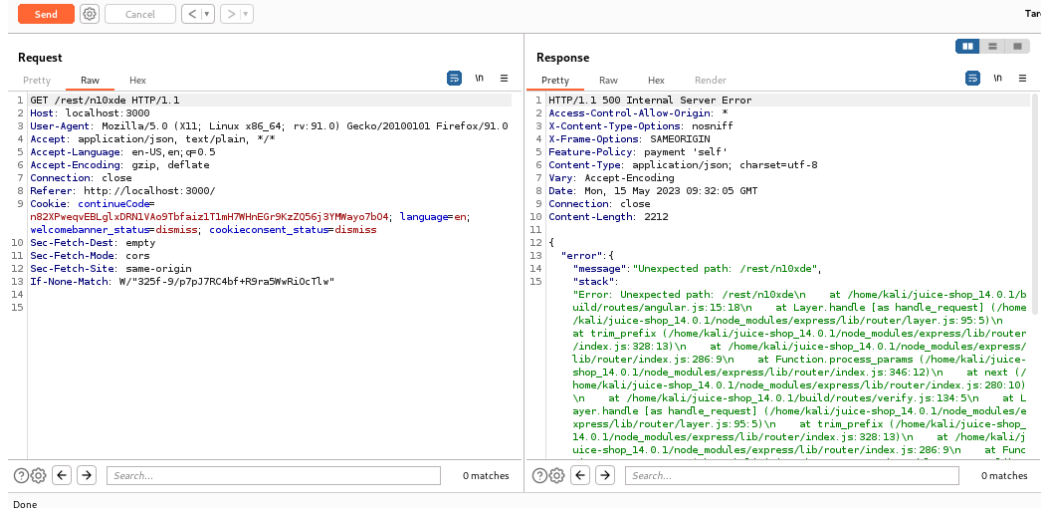 Send Cancel < > Tar
Request
Pretty Raw Hex \n
1 GET /rest/n10xde HTTP/1.1
2 Host: localhost:3000
3 User-Agent: Mozilla/5.0 (X11; Linux x86_64; rv:91.0) Gecko/20100101 Firefox/91.0
4 Accept: application/json, text/plain, */*
5 Accept-Language: en-US,en;q=0.5
6 Accept-Encoding: gzip, deflate
7 Connection: close
8 Referer: http://localhost:3000/
9 Cookie: continueCode=
n82XPweqvEBLglxDRN1VAo9Tbfaiz1T1mH7WHnEGr9KzZQ56j3YMWayo7bO4; language=en;
welcomebanner_status=dismiss; cookieconsent_status=dismiss
10 Sec-Fetch-Dest: empty
11 Sec-Fetch-Mode: cors
12 Sec-Fetch-Site: same-origin
13 If-None-Match: W/"325f-9/p7pJ7RC4bf+R9ra5WwRiOcTlw"
14
15
Search... 0 matches
Response
Pretty Raw Hex Render \n
1 HTTP/1.1 500 Internal Server Error
2 Access-Control-Allow-Origin: *
3 X-Content-Type-Options: nosniff
4 X-Frame-Options: SAMEORIGIN
5 Feature-Policy: payment 'self'
6 Content-Type: application/json; charset=utf-8
7 Vary: Accept-Encoding
8 Date: Mon, 15 May 2023 09:32:05 GMT
9 Connection: close
10 Content-Length: 2212
11
12 {
13 "error":{
14 "message":"Unexpected path: /rest/n10xde",
15 "stack":
"Error: Unexpected path: /rest/n10xde\n    at /home/kali/juice-shop_14.0.1/b
uild/routes/angular.js:15:18\n    at Layer.handle [as handle_request] (/home
/kali/juice-shop_14.0.1/node_modules/express/lib/router/layer.js:95:5)\n
at trim_prefix (/home/kali/juice-shop_14.0.1/node_modules/express/lib/router
/index.js:328:13)\n    at /home/kali/juice-shop_14.0.1/node_modules/express/
lib/router/index.js:286:9\n    at Function.process_params (/home/kali/juice-
shop_14.0.1/node_modules/express/lib/router/index.js:346:12)\n    at next (/
home/kali/juice-shop_14.0.1/node_modules/express/lib/router/index.js:280:10)
\n    at /home/kali/juice-shop_14.0.1/build/routes/verify.js:134:5\n    at L
ayer.handle [as handle_request] (/home/kali/juice-shop_14.0.1/node_modules/e
xpress/lib/router/layer.js:95:5)\n    at trim_prefix (/home/kali/juice-shop_
14.0.1/node_modules/express/lib/router/index.js:328:13)\n    at /home/kali/j
uice-shop_14.0.1/node_modules/express/lib/router/index.js:286:9\n    at Func
Search... 0 matches
Done